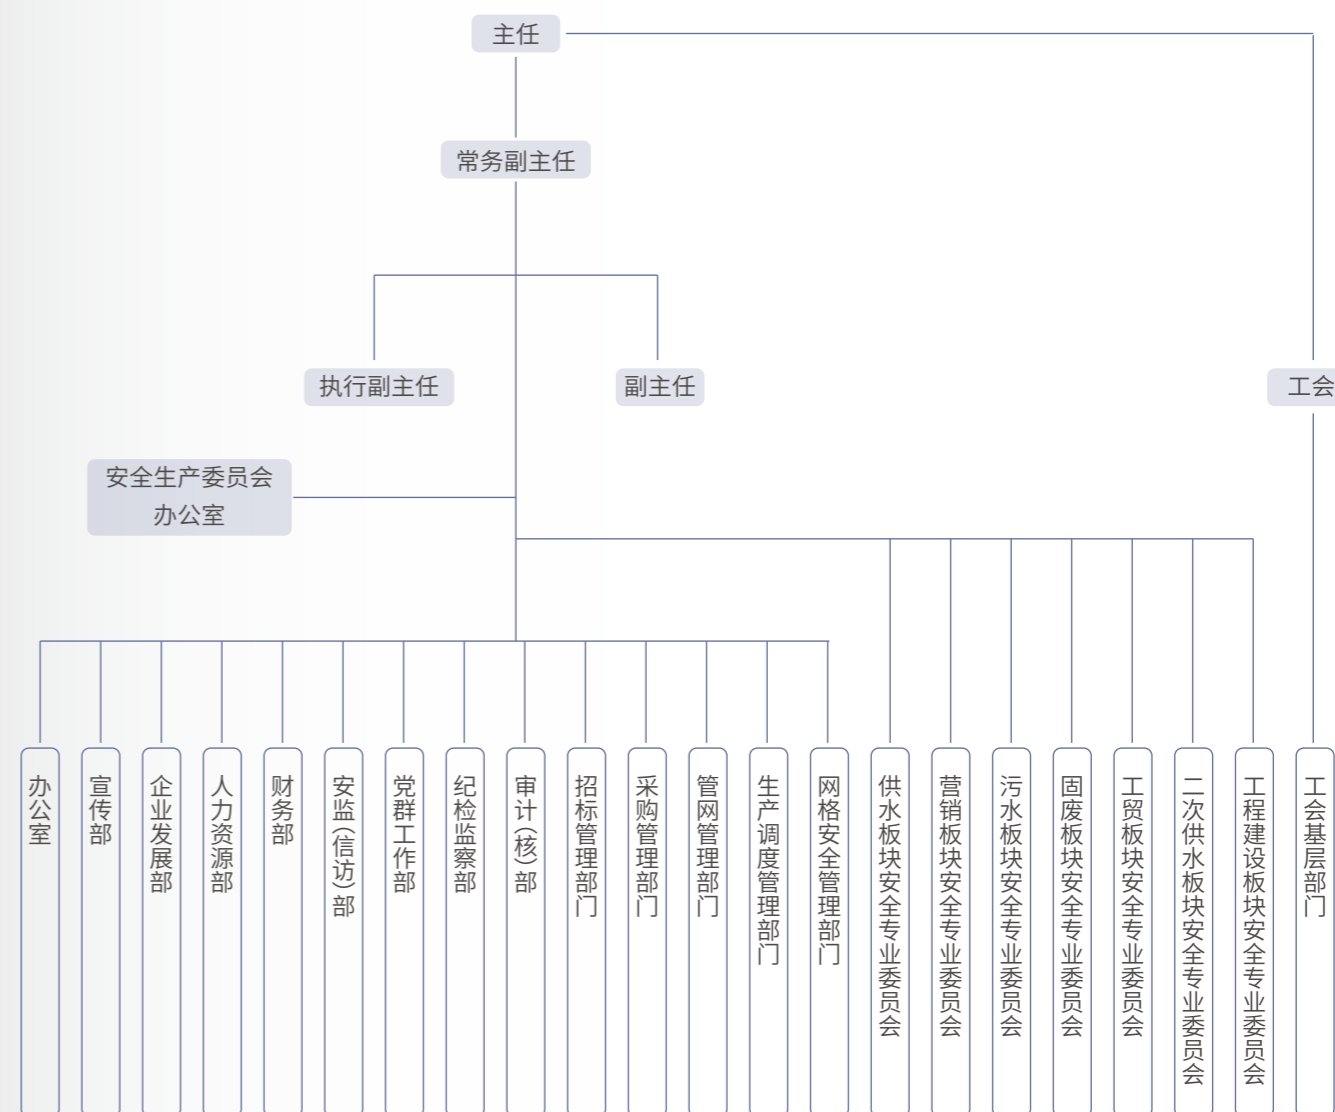 主任
常务副主任
执行副主任
副主任
工会
安全生产委员会
办公室
办公室
宣传部
企业发展部
人力资源部
财务部
安监（信访）部
党群工作部
纪检监察部
审计（核）部
招标管理部门
采购管理部门
管网管理部门
生产调度管理部门
网格安全管理部门
供水板块安全专业委员会
营销板块安全专业委员会
污水板块安全专业委员会
固废板块安全专业委员会
工贸板块安全专业委员会
二次供水板块安全专业委员会
工程建设板块安全专业委员会
工会基层部门